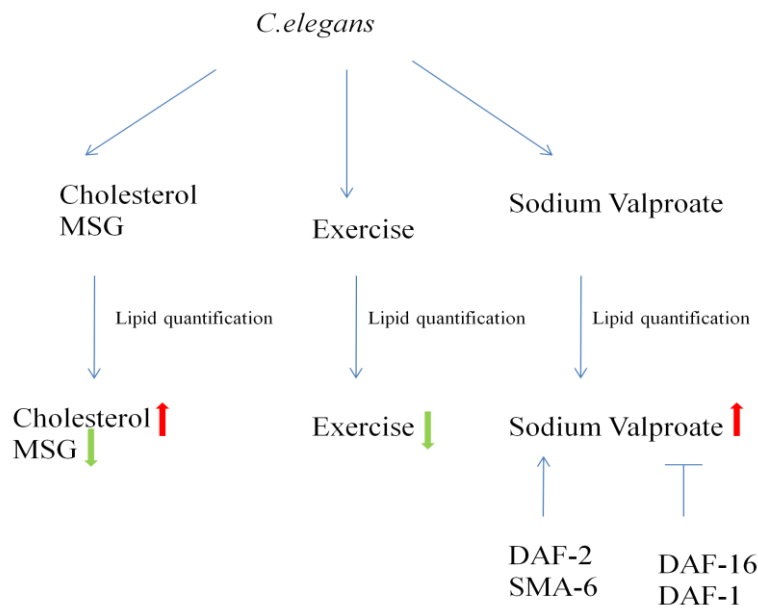 C.elegans
Cholesterol
MSG
Exercise
Sodium Valproate
Lipid quantification
Lipid quantification
Lipid quantification
Cholesterol
MSG
Exercise
Sodium Valproate
DAF-2
SMA-6
DAF-16
DAF-1